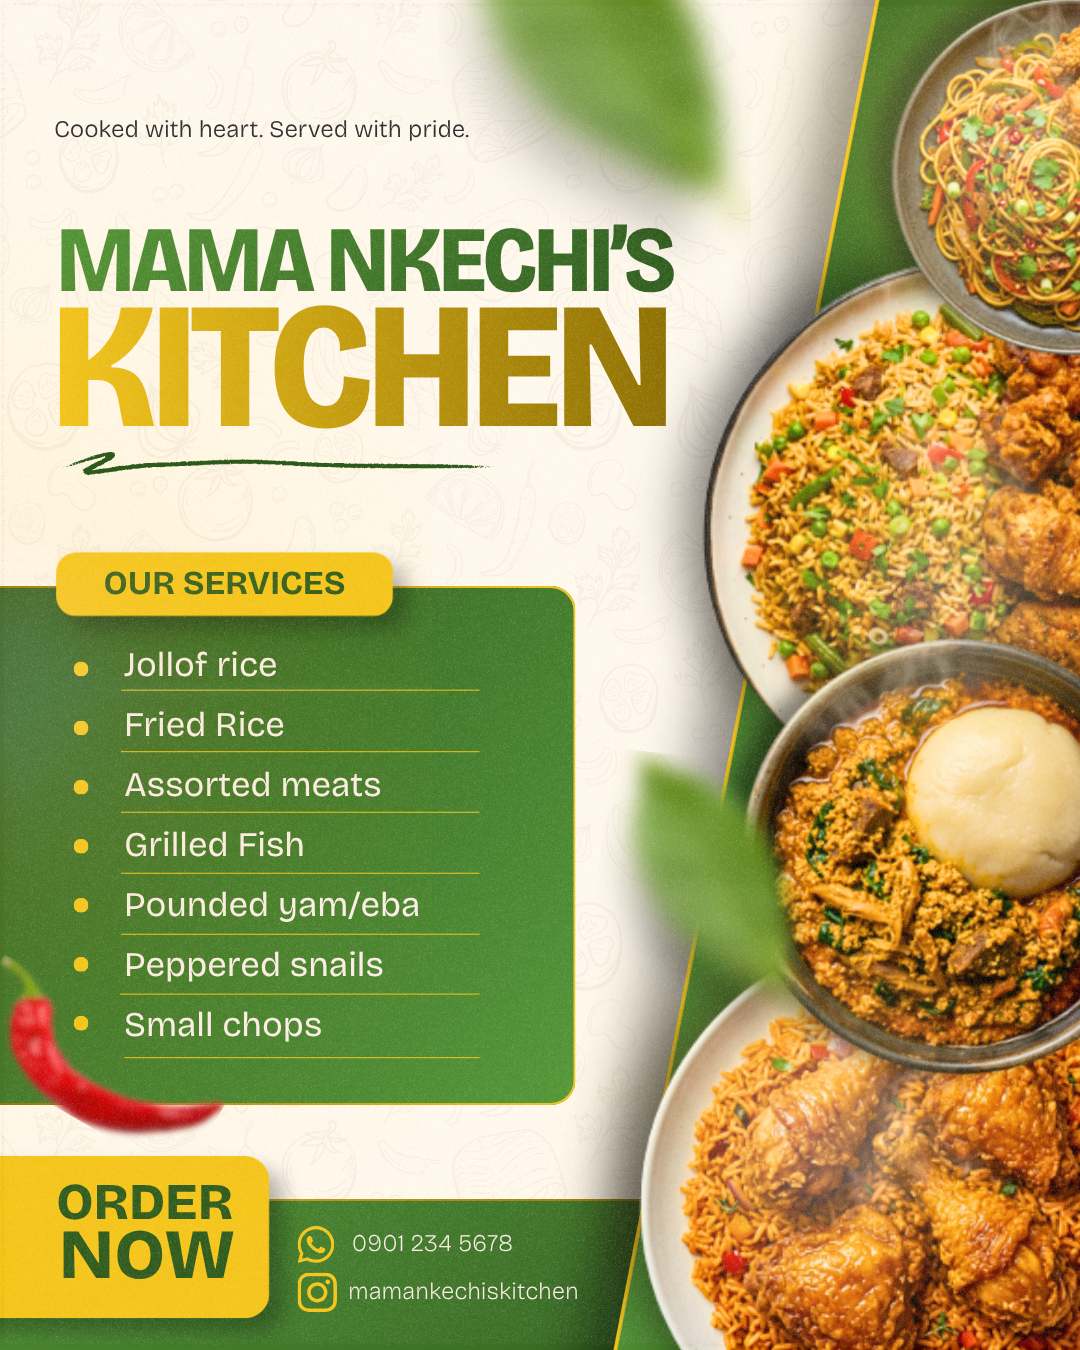 Cooked with heart. Served with pride.
MAMA NKECHI'S
KITCHEN
OUR SERVICES
Jollof rice
Fried Rice
Assorted meats
Grilled Fish
Pounded yam/eba
Peppered snails
Small chops
ORDER
NOW
0901 234 5678
mamankechiskitchen